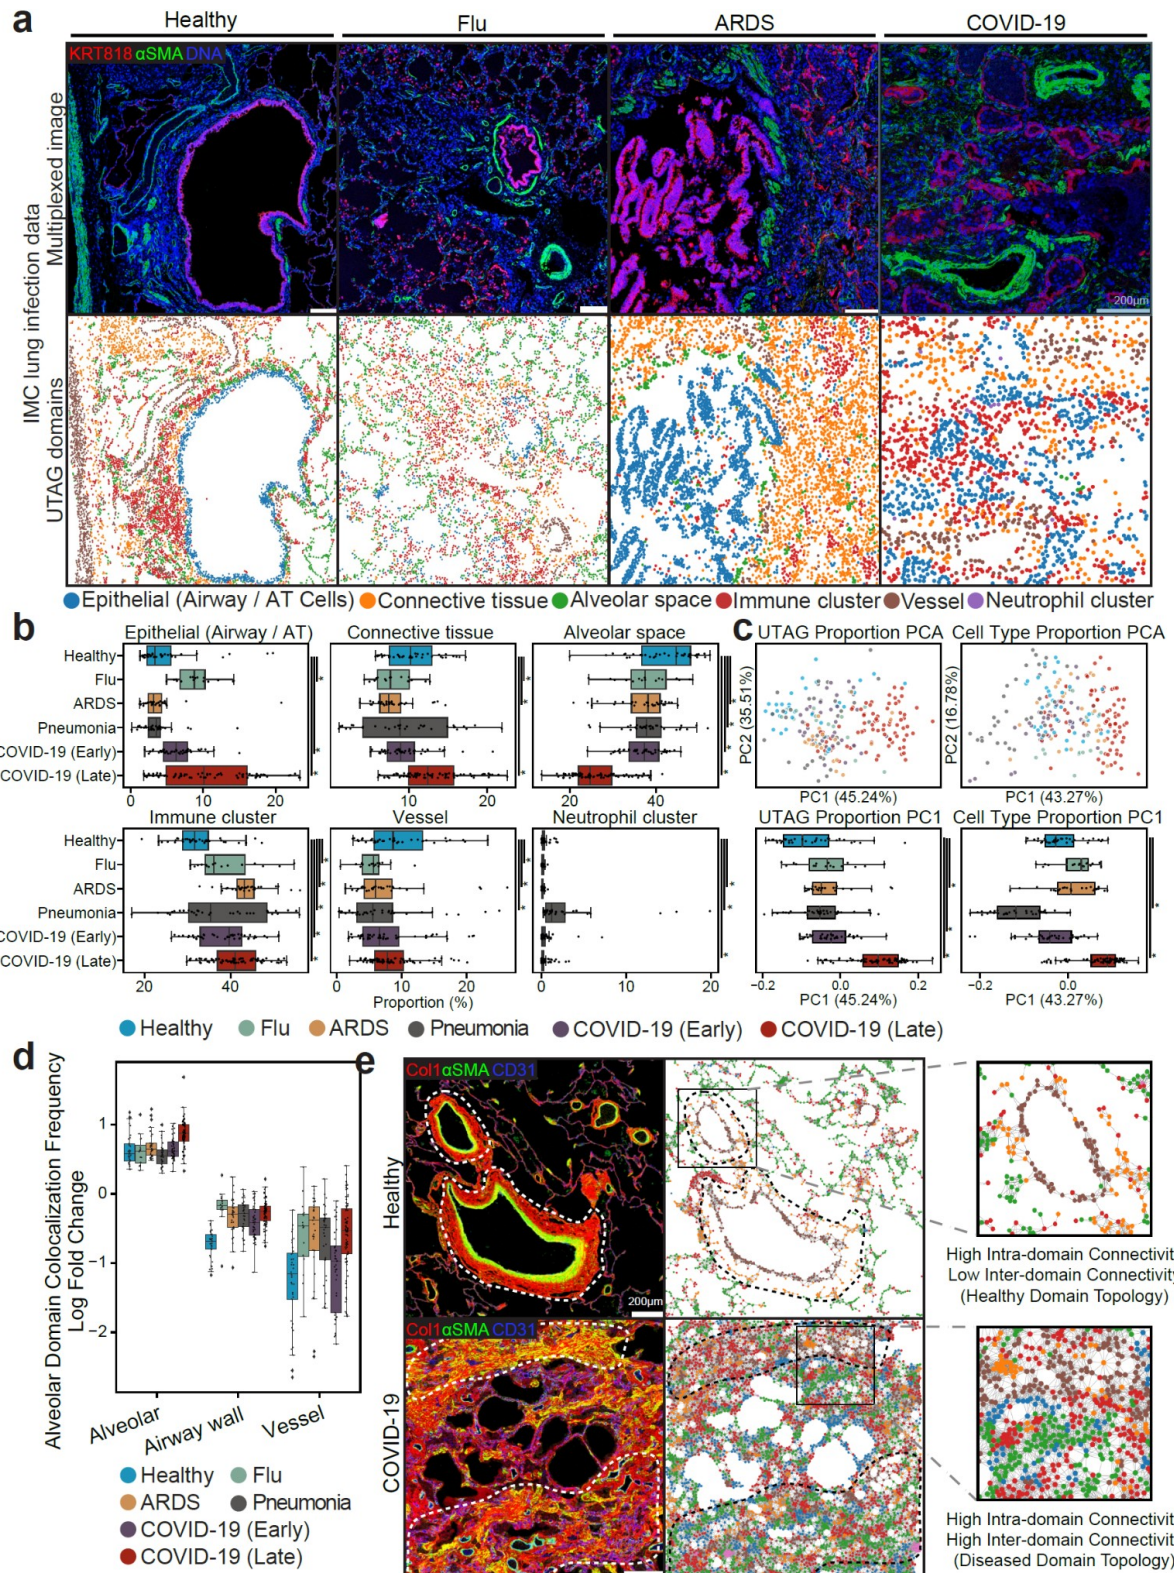 a
Healthy
Flu
ARDS
COVID-19
KRT818 αSMA DNA
IMC lung infection data
Multiplexed image
UTAG domains
200μm
Epithelial (Airway / AT Cells)
Connective tissue
Alveolar space
Immune cluster
Vessel
Neutrophil cluster
b
Epithelial (Airway / AT)
Connective tissue
Alveolar space
Healthy
Flu
ARDS
Pneumonia
COVID-19 (Early)
COVID-19 (Late)
0 10 20
10 20
20 40
* * * * * * * *
Immune cluster
Vessel
Neutrophil cluster
Healthy
Flu
ARDS
Pneumonia
COVID-19 (Early)
COVID-19 (Late)
20 40
0 10 20
0 10 20
Proportion (%)
c
UTAG Proportion PCA
Cell Type Proportion PCA
PC2 (35.51%)
PC2 (16.78%)
PC1 (45.24%)
PC1 (43.27%)
UTAG Proportion PC1
Cell Type Proportion PC1
−0.2 0.0 0.2
−0.2 0.0
PC1 (45.24%)
PC1 (43.27%)
Healthy
Flu
ARDS
Pneumonia
COVID-19 (Early)
COVID-19 (Late)
d
Alveolar Domain Colocalization Frequency
Log Fold Change
1
0
−1
−2
Alveolar
Airway wall
Vessel
Healthy
Flu
ARDS
Pneumonia
COVID-19 (Early)
COVID-19 (Late)
e
Col1 αSMA CD31
Healthy
200μm
High Intra-domain Connectivit
Low Inter-domain Connectivity
(Healthy Domain Topology)
Col1 αSMA CD31
COVID-19
High Intra-domain Connectivit
High Inter-domain Connectivit
(Diseased Domain Topology)